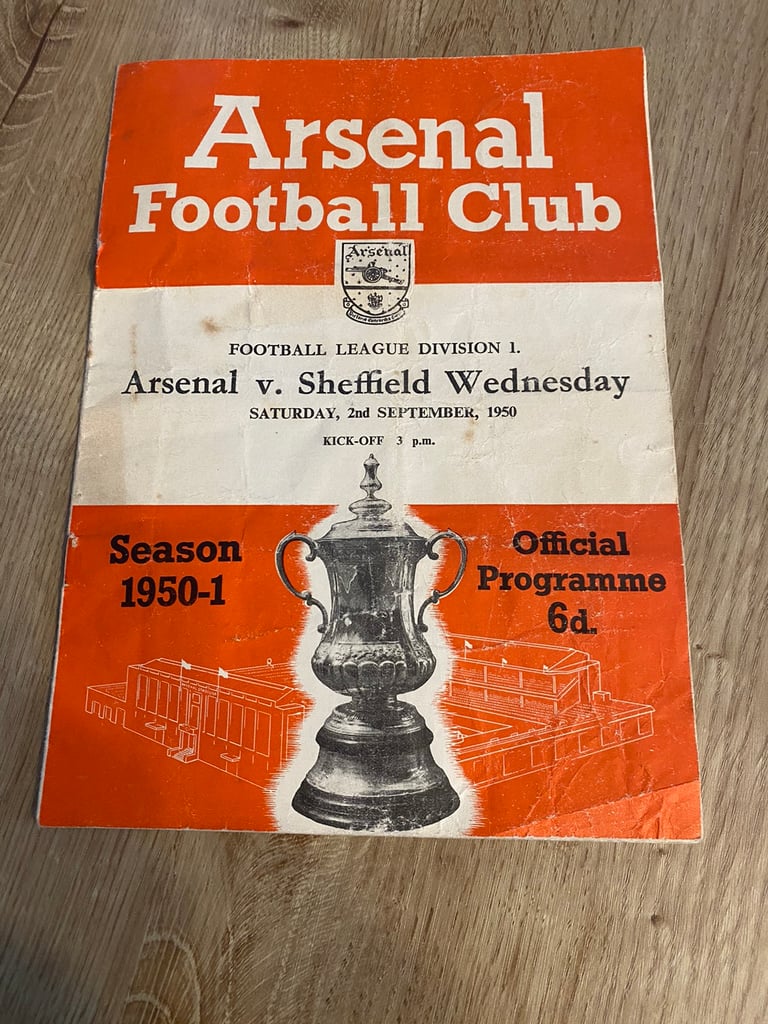 Arsenal
Football Club
Arsenal
FOOTBALL LEAGUE DIVISION 1.
Arsenal v. Sheffield Wednesday
SATURDAY, 2nd SEPTEMBER, 1950
KICK-OFF 3 p.m.
Season
1950-1
Official
Programme
6d.